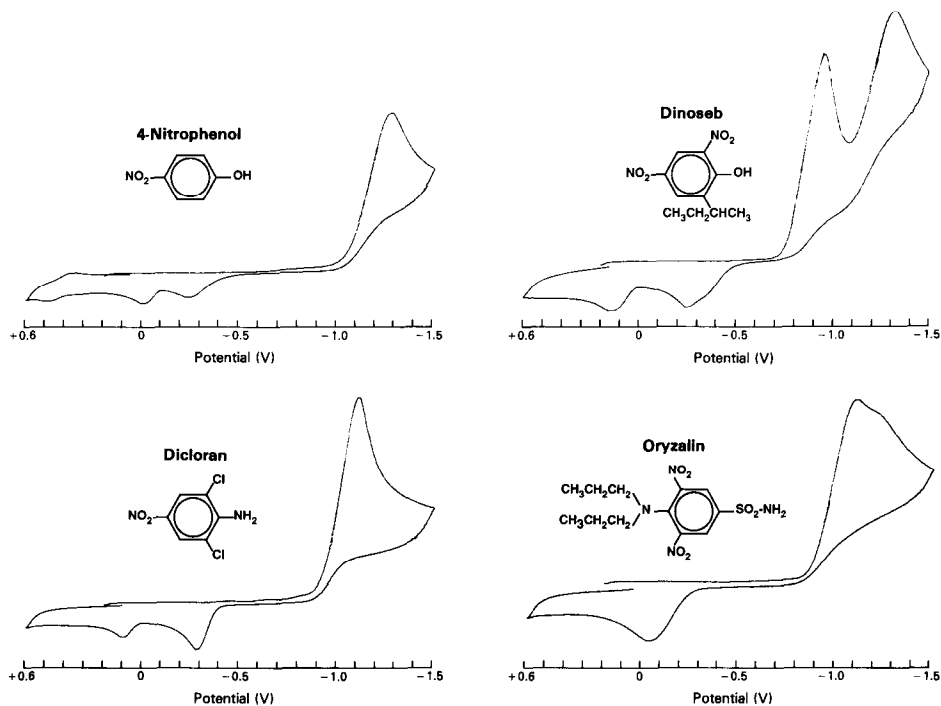 4-Nitrophenol
NO₂ OH
+0.6 0 −0.5 −1.0 −1.5
Potential (V)
Dinoseb
NO₂
NO₂ OH
CH₃CH₂CHCH₃
+0.6 0 −0.5 −1.0 −1.5
Potential (V)
Dicloran
Cl
NO₂ NH₂
Cl
+0.6 0 −0.5 −1.0 −1.5
Potential (V)
Oryzalin
NO₂
CH₃CH₂CH₂
N SO₂-NH₂
CH₃CH₂CH₂
NO₂
+0.6 0 −0.5 −1.0 −1.5
Potential (V)